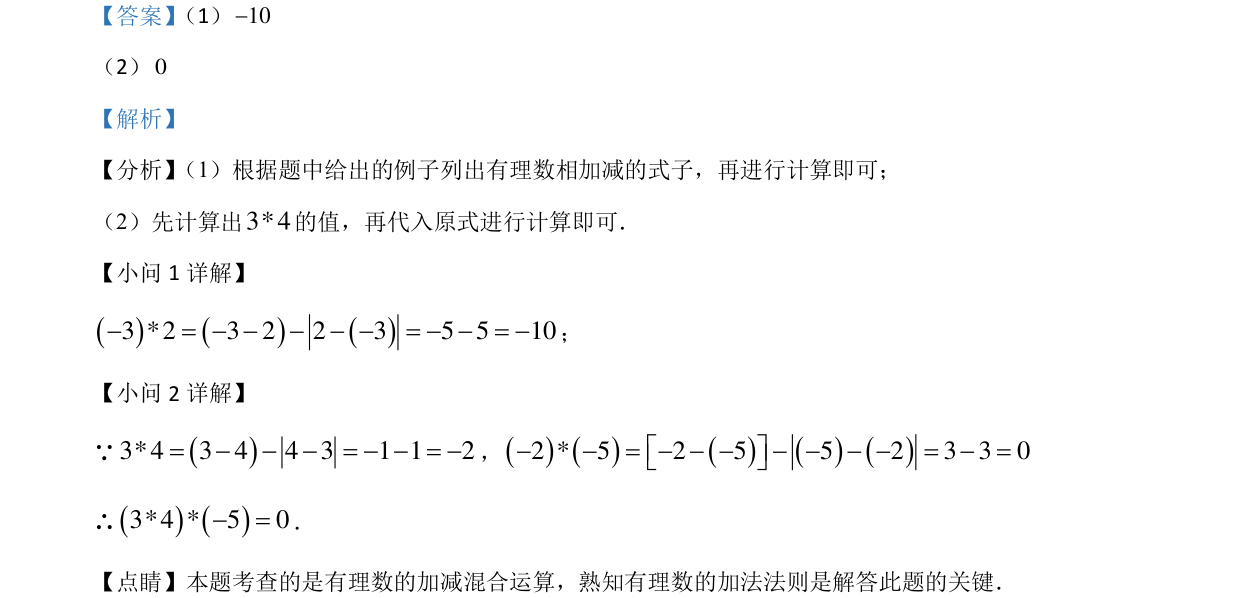 【答案】（1）−10
（2）0
【解析】
【分析】（1）根据题中给出的例子列出有理数相加减的式子，再进行计算即可；
（2）先计算出3*4的值，再代入原式进行计算即可．
【小问 1 详解】
(−3)*2=(−3−2)−|2−(−3)|=−5−5=−10；
【小问 2 详解】
∵3*4=(3−4)−|4−3|=−1−1=−2，(−2)*(−5)=[−2−(−5)]−|(−5)−(−2)|=3−3=0
∴(3*4)*(−5)=0．
【点睛】本题考查的是有理数的加减混合运算，熟知有理数的加法法则是解答此题的关键．